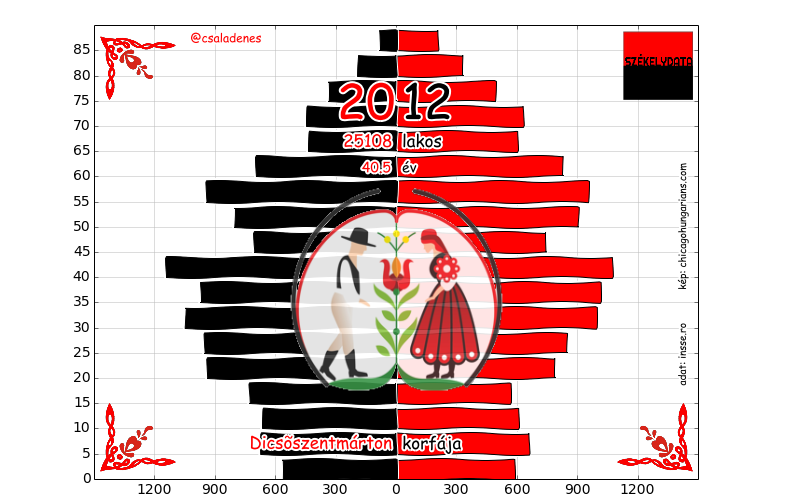 @csaladenes
SZÉKELYDATA
2012
25108 lakos
40.5 év
kép: chicagohungarians.com
adat: insse.ro
Dicsõszentmárton korfája
85
80
75
70
65
60
55
50
45
40
35
30
25
20
15
10
5
0
1200 900 600 300 0 300 600 900 1200